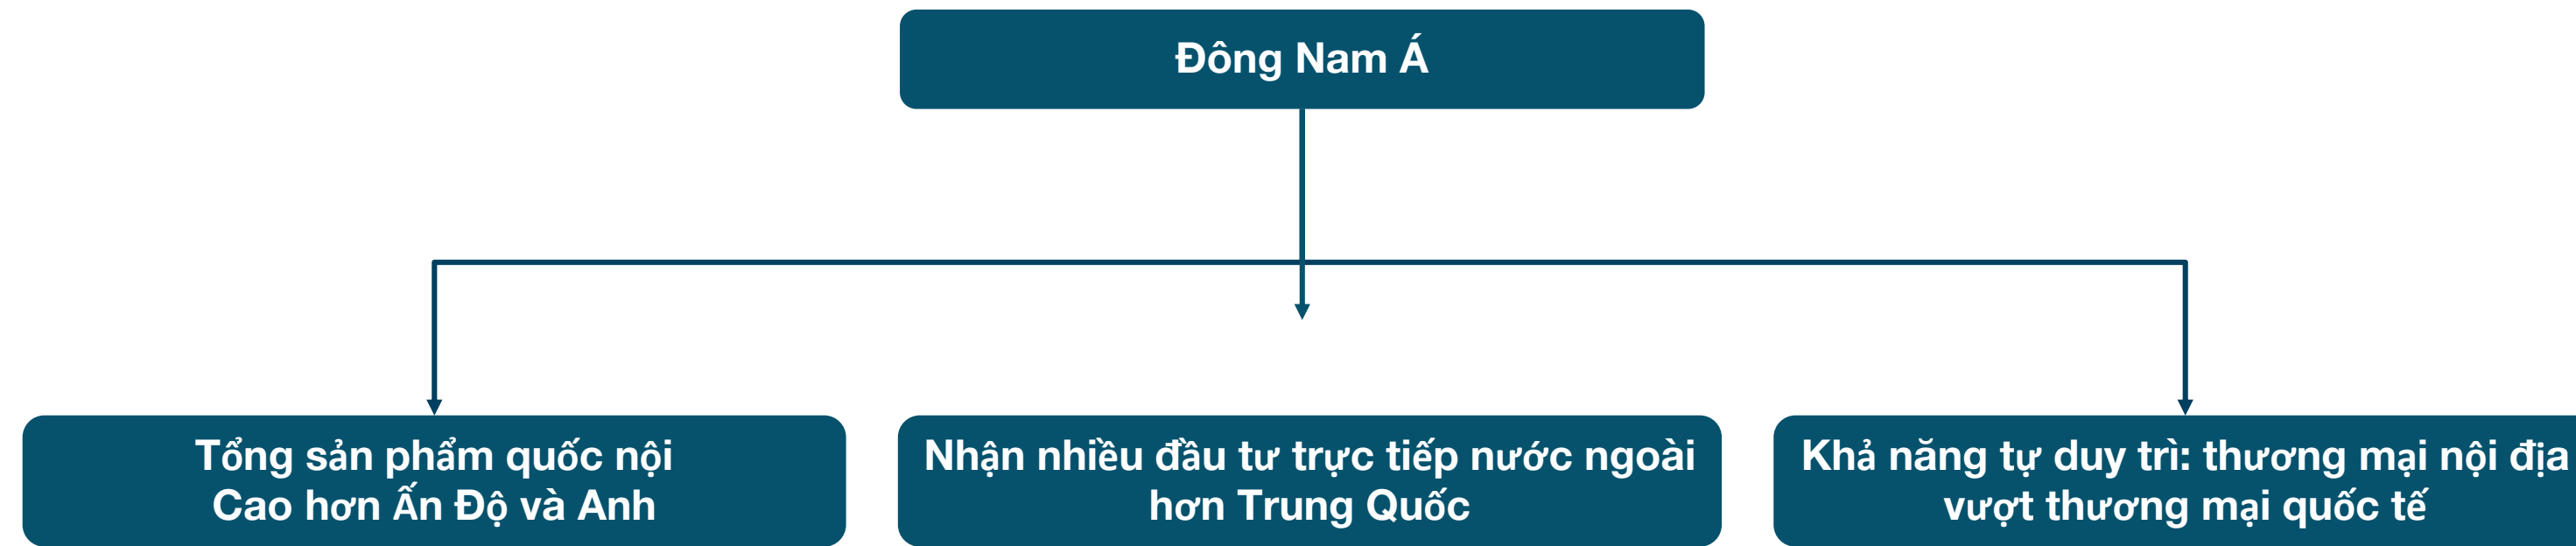 Đông Nam Á
Tổng sản phẩm quốc nội
Cao hơn Ấn Độ và Anh
Nhận nhiều đầu tư trực tiếp nước ngoài
hơn Trung Quốc
Khả năng tự duy trì: thương mại nội địa
vượt thương mại quốc tế